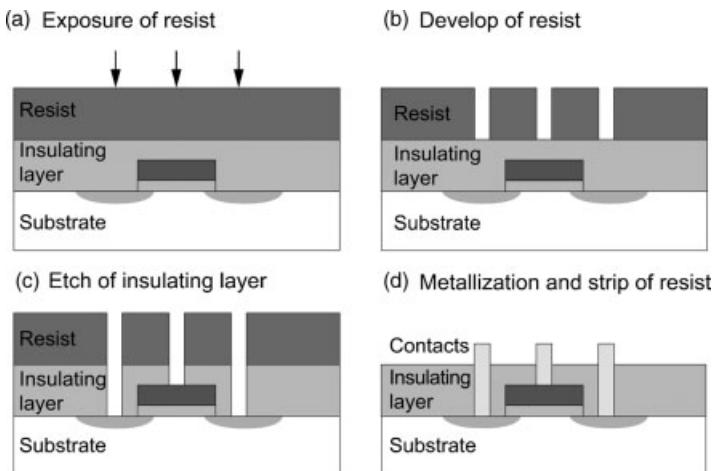 (a) Exposure of resist
Resist
Insulating
layer
Substrate
(b) Develop of resist
Resist
Insulating
layer
Substrate
(c) Etch of insulating layer
Resist
Insulating
layer
Substrate
(d) Metallization and strip of resist
Contacts
Insulating
layer
Substrate